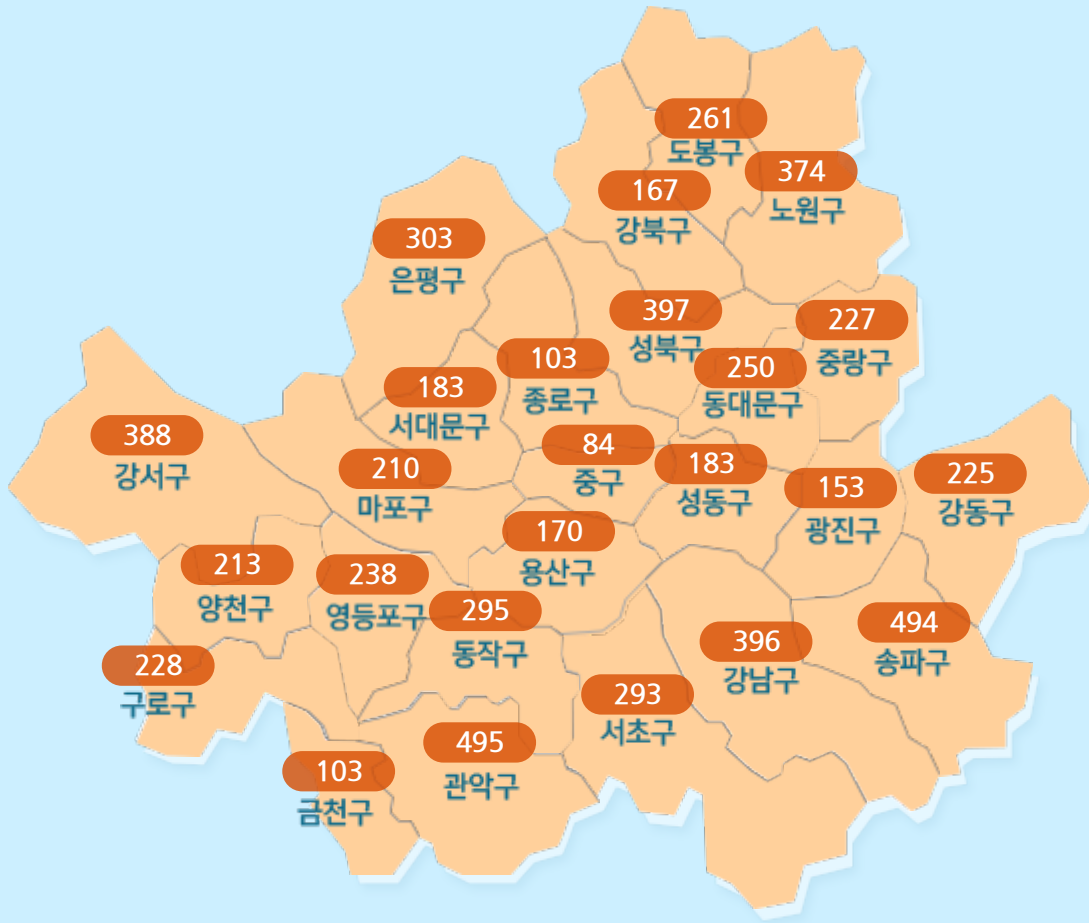 261
도봉구
374
노원구
167
강북구
303
은평구
397
성북구
227
중랑구
103
종로구
250
동대문구
183
서대문구
388
강서구
84
중구
210
마포구
183
성동구
225
강동구
153
광진구
170
용산구
213
양천구
238
영등포구
295
동작구
494
송파구
396
강남구
228
구로구
293
서초구
495
관악구
103
금천구